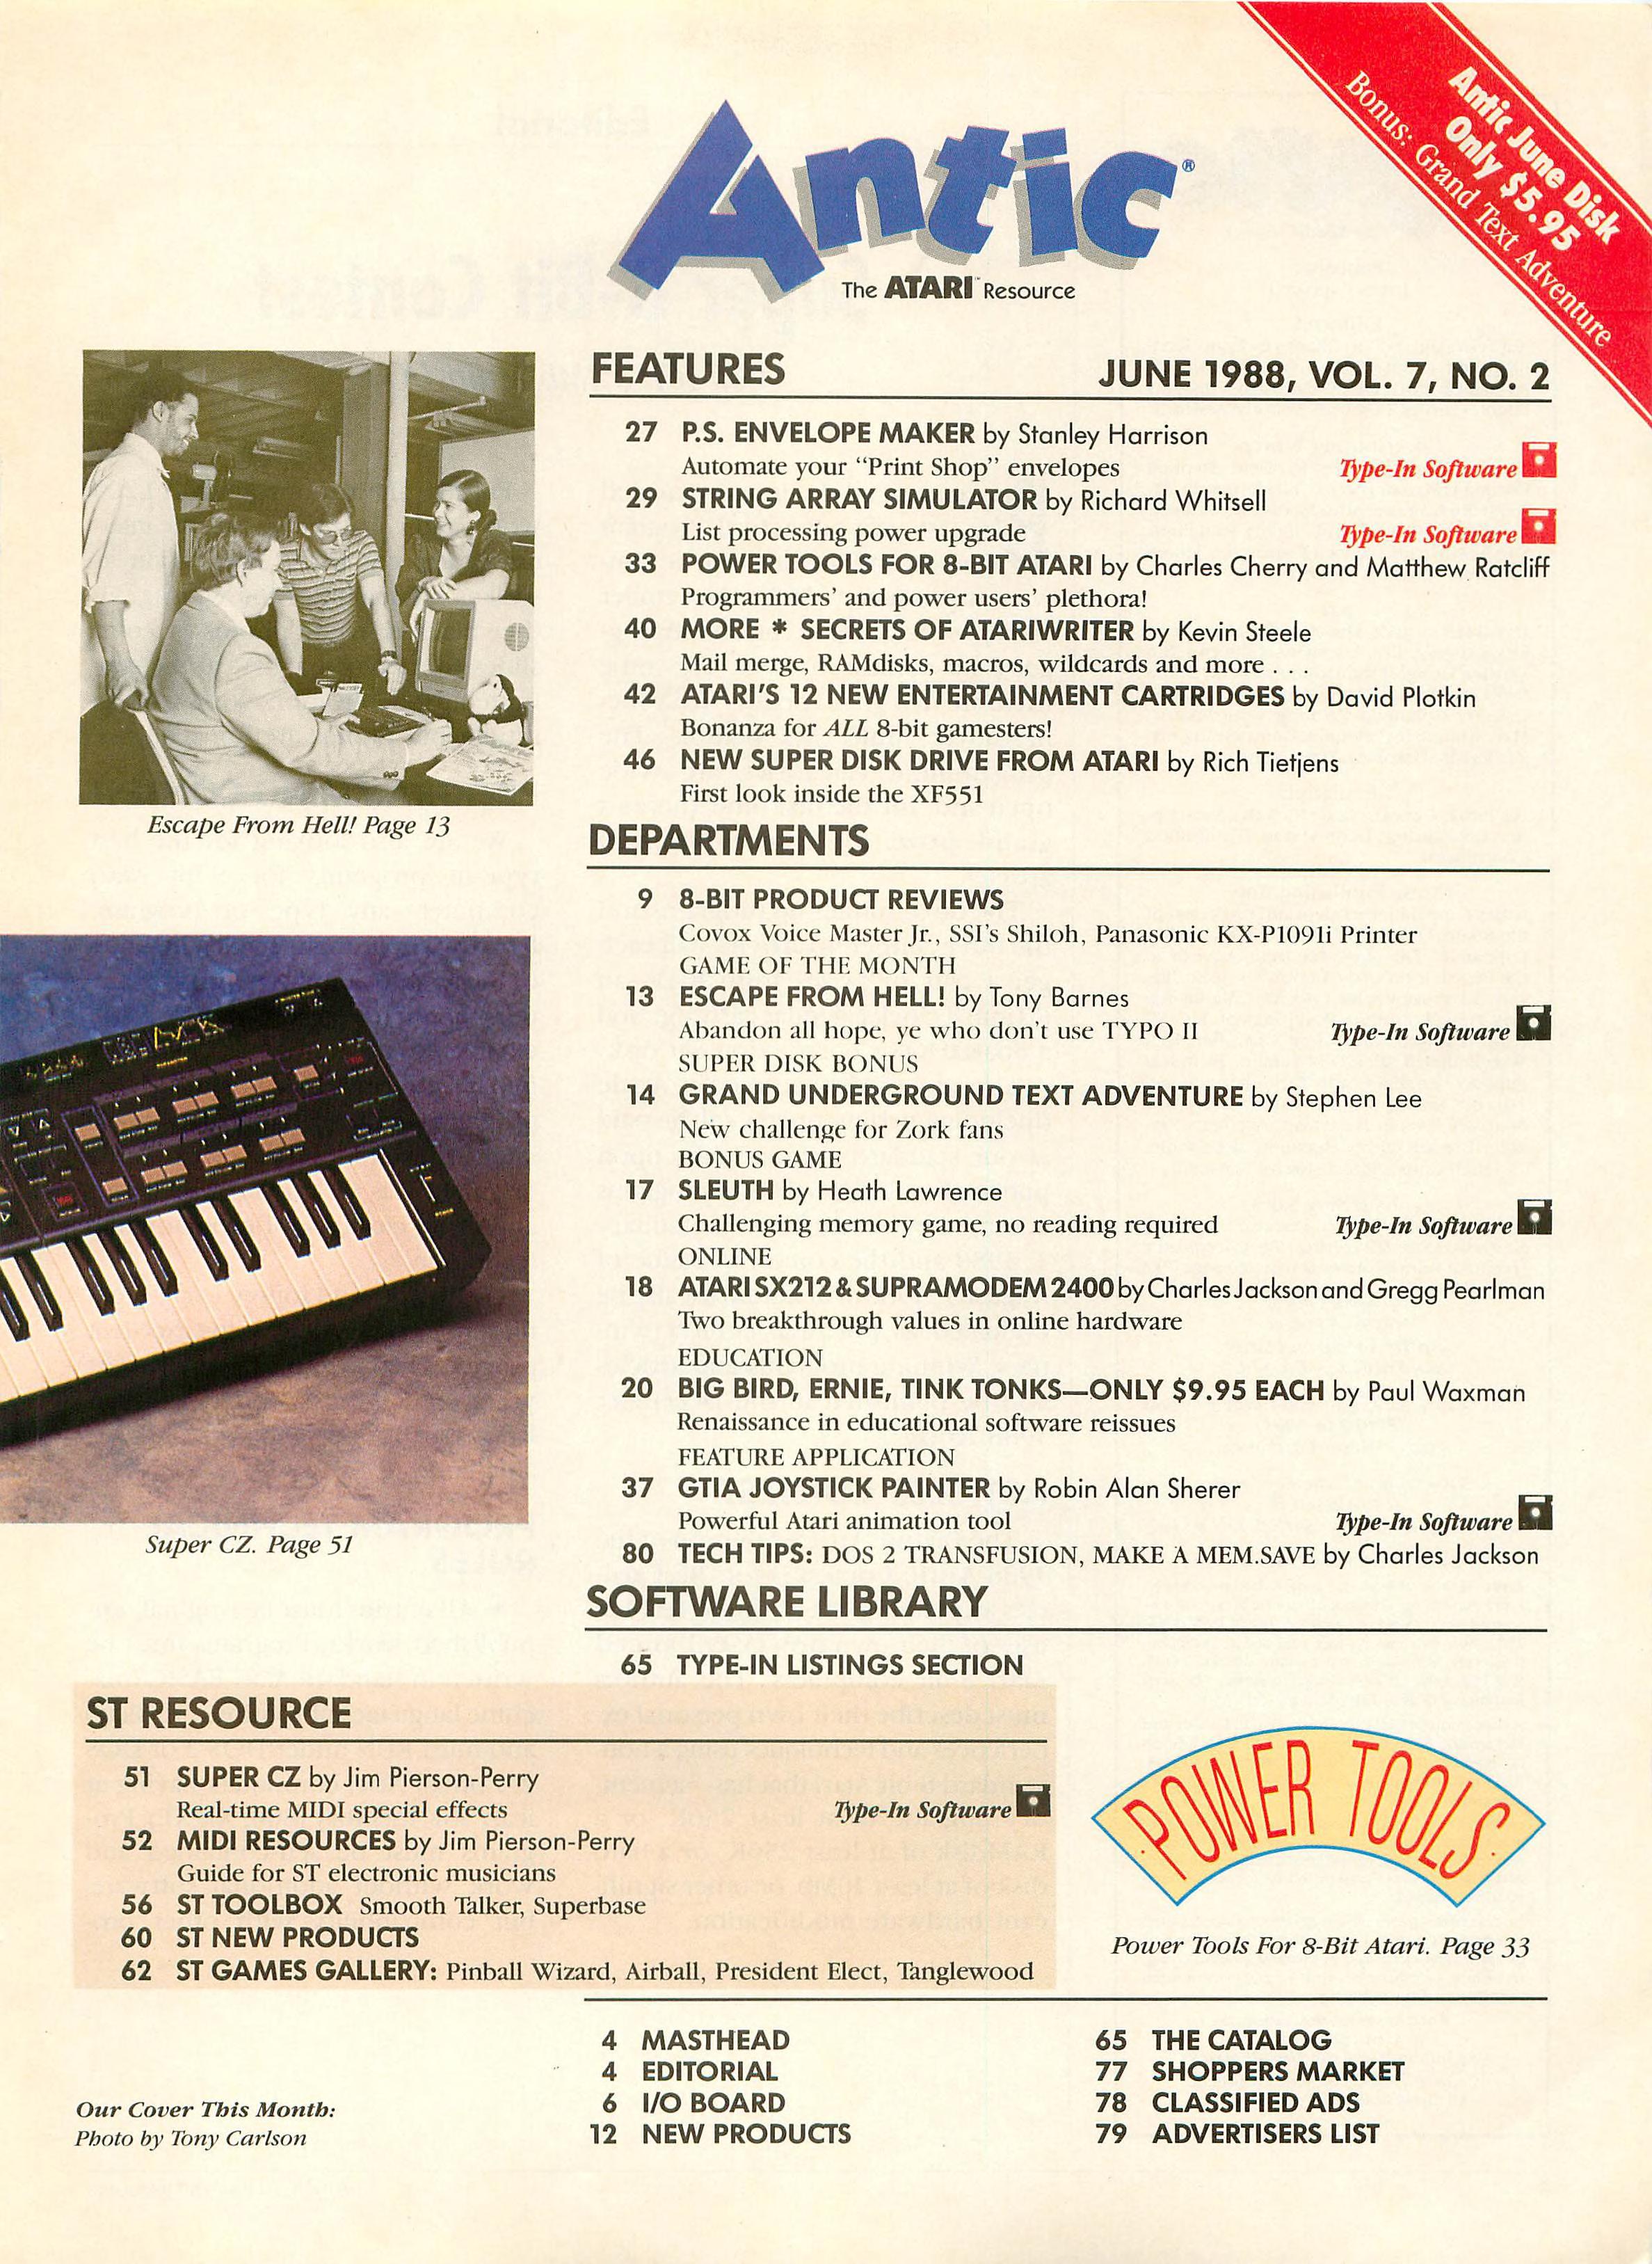 Antic June Disk
Only $5.95
Bonus: Grand Text Adventure
Antic®
The ATARI™ Resource
FEATURES JUNE 1988, VOL. 7, NO. 2
27 P.S. ENVELOPE MAKER by Stanley Harrison
Automate your “Print Shop” envelopes Type-In Software
29 STRING ARRAY SIMULATOR by Richard Whitsell
List processing power upgrade Type-In Software
33 POWER TOOLS FOR 8-BIT ATARI by Charles Cherry and Matthew Ratcliff
Programmers’ and power users’ plethora!
40 MORE * SECRETS OF ATARIWRITER by Kevin Steele
Mail merge, RAMdisks, macros, wildcards and more . . .
42 ATARI’S 12 NEW ENTERTAINMENT CARTRIDGES by David Plotkin
Bonanza for ALL 8-bit gamesters!
46 NEW SUPER DISK DRIVE FROM ATARI by Rich Tietjens
First look inside the XF551
Escape From Hell! Page 13
DEPARTMENTS
9 8-BIT PRODUCT REVIEWS
Covox Voice Master Jr., SSI’s Shiloh, Panasonic KX-P1091i Printer
GAME OF THE MONTH
13 ESCAPE FROM HELL! by Tony Barnes
Abandon all hope, ye who don’t use TYPO II Type-In Software
SUPER DISK BONUS
14 GRAND UNDERGROUND TEXT ADVENTURE by Stephen Lee
New challenge for Zork fans
BONUS GAME
17 SLEUTH by Heath Lawrence
Challenging memory game, no reading required Type-In Software
ONLINE
18 ATARI SX212 & SUPRAMODEM 2400 by Charles Jackson and Gregg Pearlman
Two breakthrough values in online hardware
EDUCATION
20 BIG BIRD, ERNIE, TINK TONKS—ONLY $9.95 EACH by Paul Waxman
Renaissance in educational software reissues
FEATURE APPLICATION
37 GTIA JOYSTICK PAINTER by Robin Alan Sherer
Powerful Atari animation tool Type-In Software
80 TECH TIPS: DOS 2 TRANSFUSION, MAKE A MEM.SAVE by Charles Jackson
Super CZ. Page 51
SOFTWARE LIBRARY
65 TYPE-IN LISTINGS SECTION
ST RESOURCE
51 SUPER CZ by Jim Pierson-Perry
Real-time MIDI special effects Type-In Software
52 MIDI RESOURCES by Jim Pierson-Perry
Guide for ST electronic musicians
56 ST TOOLBOX Smooth Talker, Superbase
60 ST NEW PRODUCTS
62 ST GAMES GALLERY: Pinball Wizard, Airball, President Elect, Tanglewood
POWER TOOLS
Power Tools For 8-Bit Atari. Page 33
4 MASTHEAD
4 EDITORIAL
6 I/O BOARD
12 NEW PRODUCTS
65 THE CATALOG
77 SHOPPERS MARKET
78 CLASSIFIED ADS
79 ADVERTISERS LIST
Our Cover This Month:
Photo by Tony Carlson